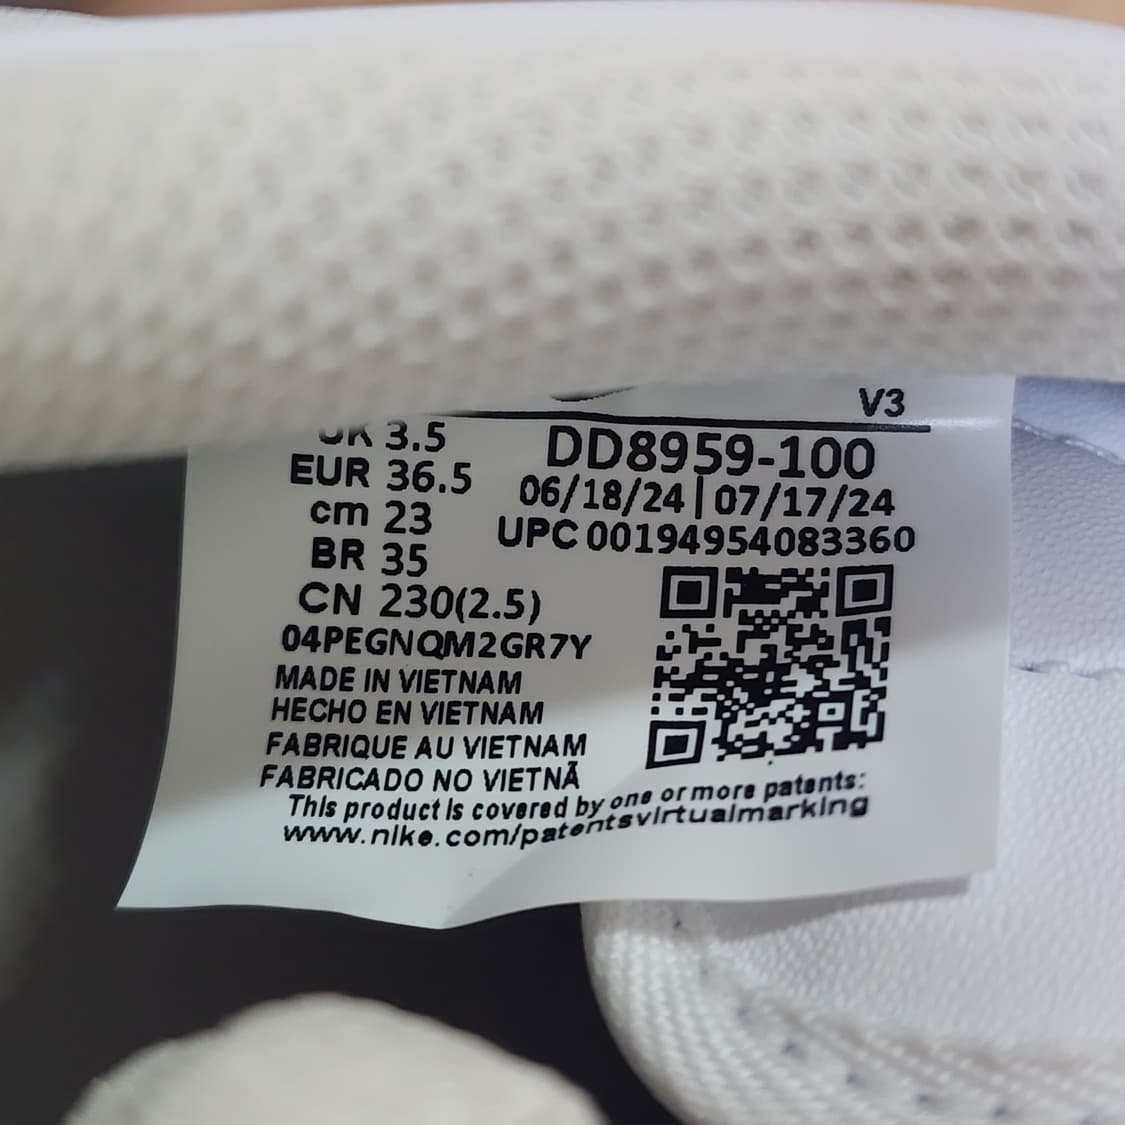 V3
UK 3.5
DD8959-100
EUR 36.5
06/18/24|07/17/24
cm 23
UPC 00194954083360
BR 35
CN 230(2.5)
04PEGNQM2GR7Y
MADE IN VIETNAM
HECHO EN VIETNAM
FABRIQUE AU VIETNAM
FABRICADO NO VIETNÃ
This product is covered by one or more patents:
www.nike.com/patentsvirtualmarking